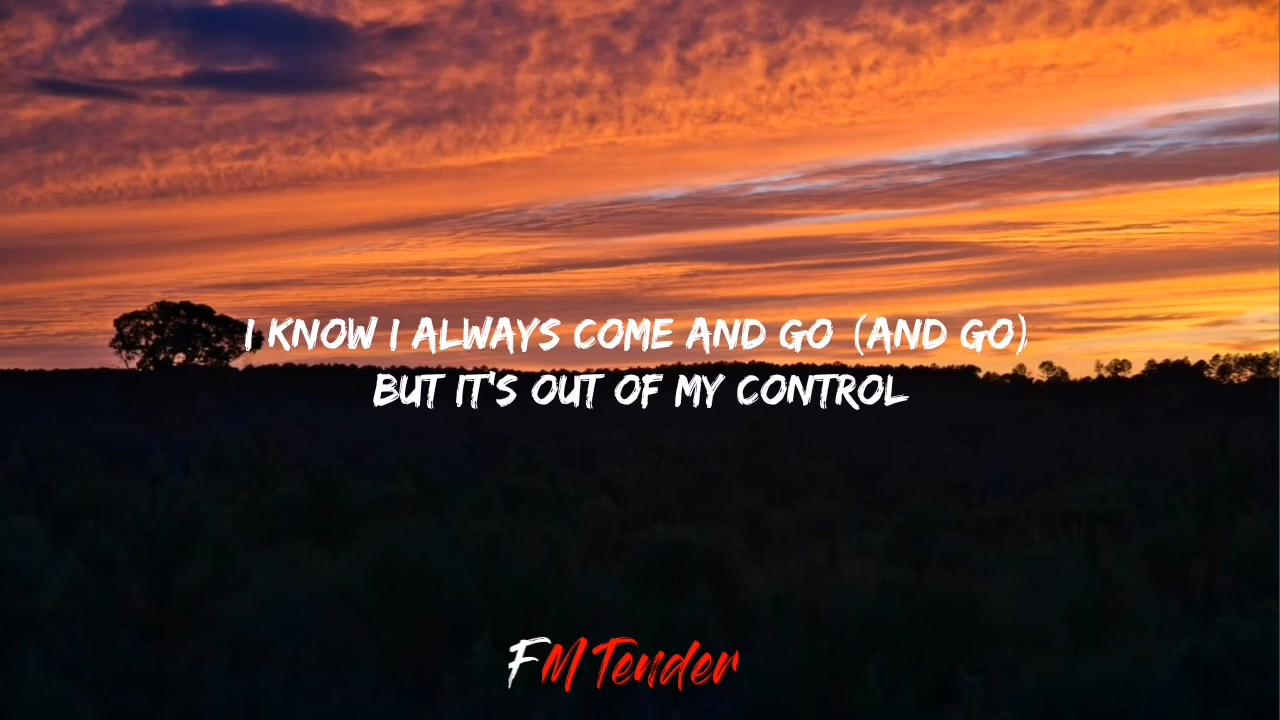 I KNOW I ALWAYS COME AND GO (AND GO)
BUT IT'S OUT OF MY CONTROL
FM Tender